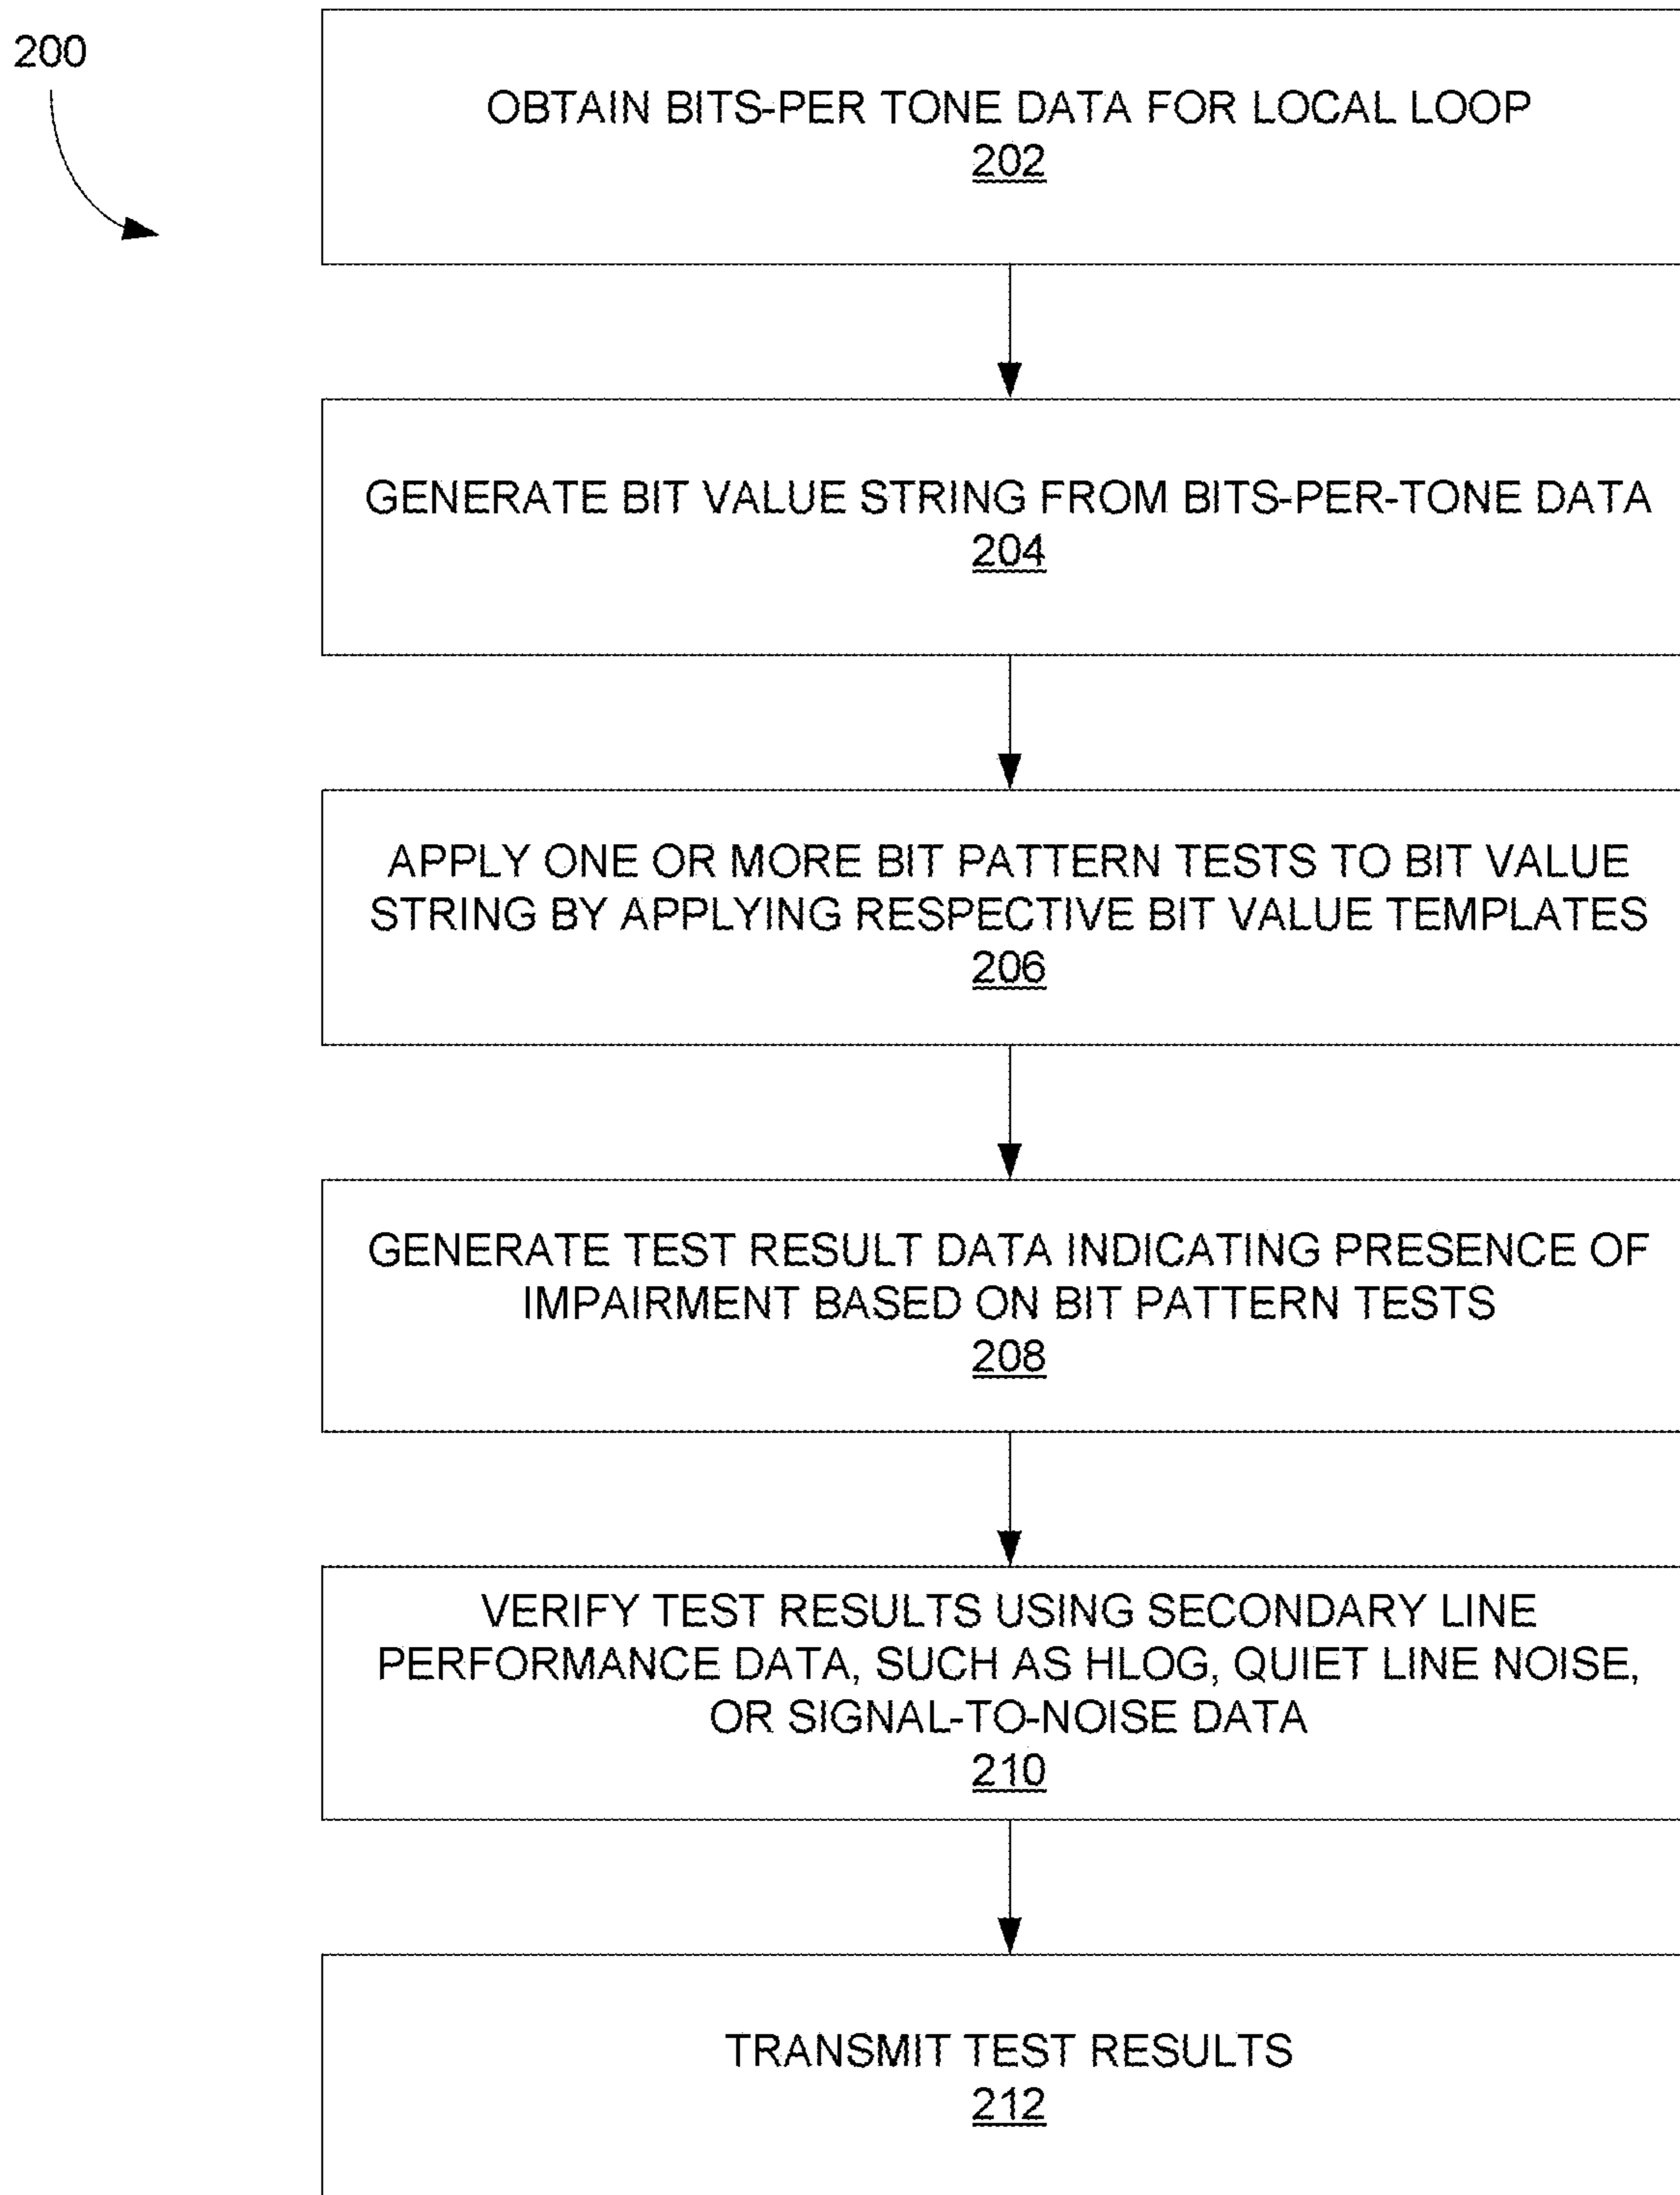 200
OBTAIN BITS-PER TONE DATA FOR LOCAL LOOP
202
GENERATE BIT VALUE STRING FROM BITS-PER-TONE DATA
204
APPLY ONE OR MORE BIT PATTERN TESTS TO BIT VALUE
STRING BY APPLYING RESPECTIVE BIT VALUE TEMPLATES
206
GENERATE TEST RESULT DATA INDICATING PRESENCE OF
IMPAIRMENT BASED ON BIT PATTERN TESTS
208
VERIFY TEST RESULTS USING SECONDARY LINE
PERFORMANCE DATA, SUCH AS HLOG, QUIET LINE NOISE,
OR SIGNAL-TO-NOISE DATA
210
TRANSMIT TEST RESULTS
212